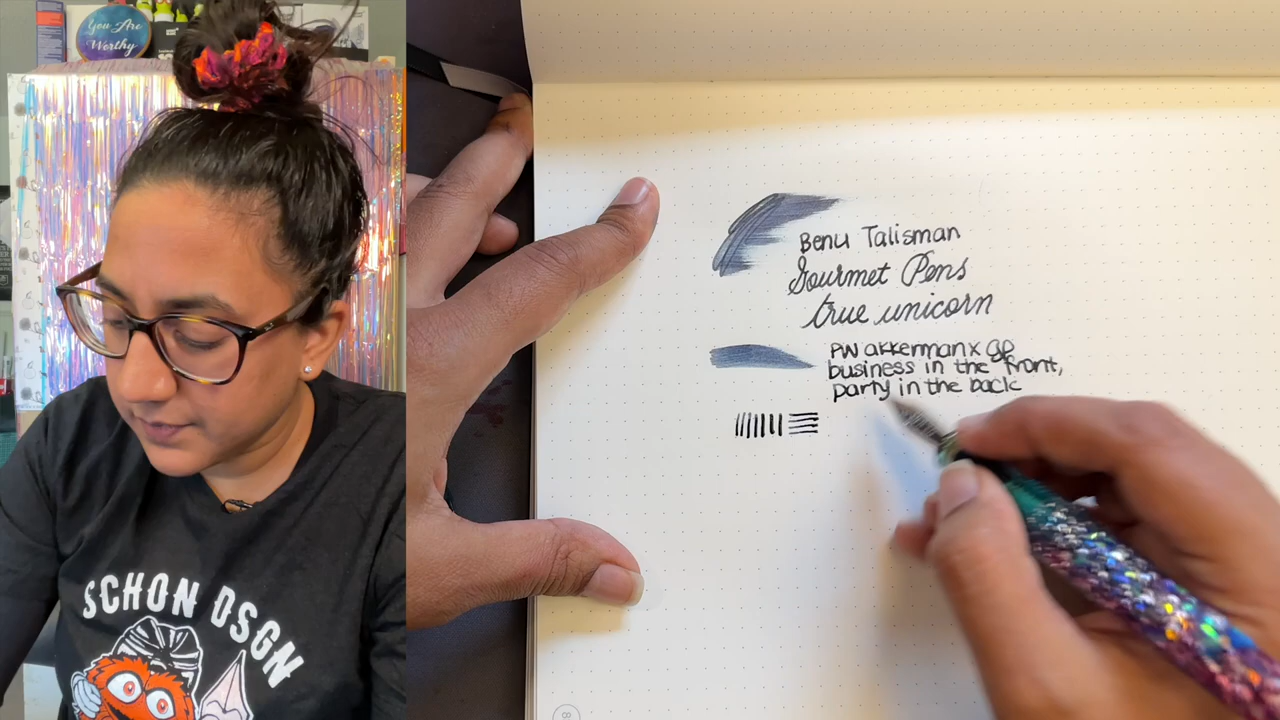 You Are
Worthy
SCHON DSGN
Benu Talisman
Gourmet Pens
true unicorn
PW akkerman x gp
business in the front,
party in the back
8